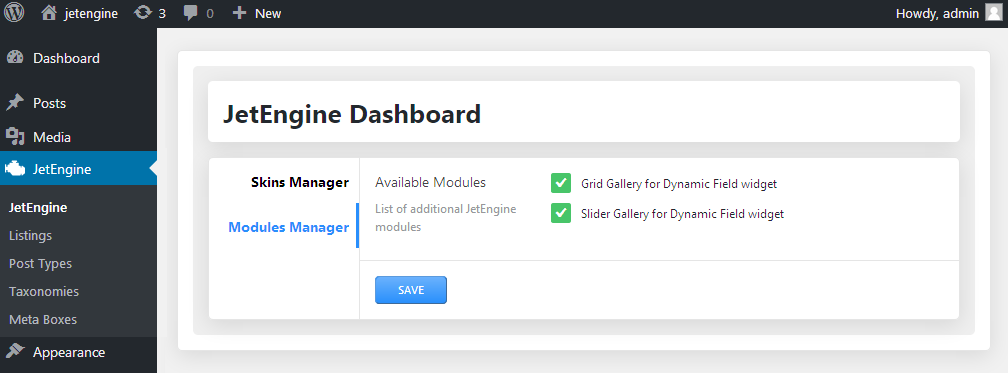 jetengine 3 0 New Howdy, admin
Dashboard
Posts
Media
JetEngine
JetEngine
Listings
Post Types
Taxonomies
Meta Boxes
Appearance
JetEngine Dashboard
Skins Manager
Modules Manager
Available Modules
List of additional JetEngine
modules
Grid Gallery for Dynamic Field widget
Slider Gallery for Dynamic Field widget
SAVE